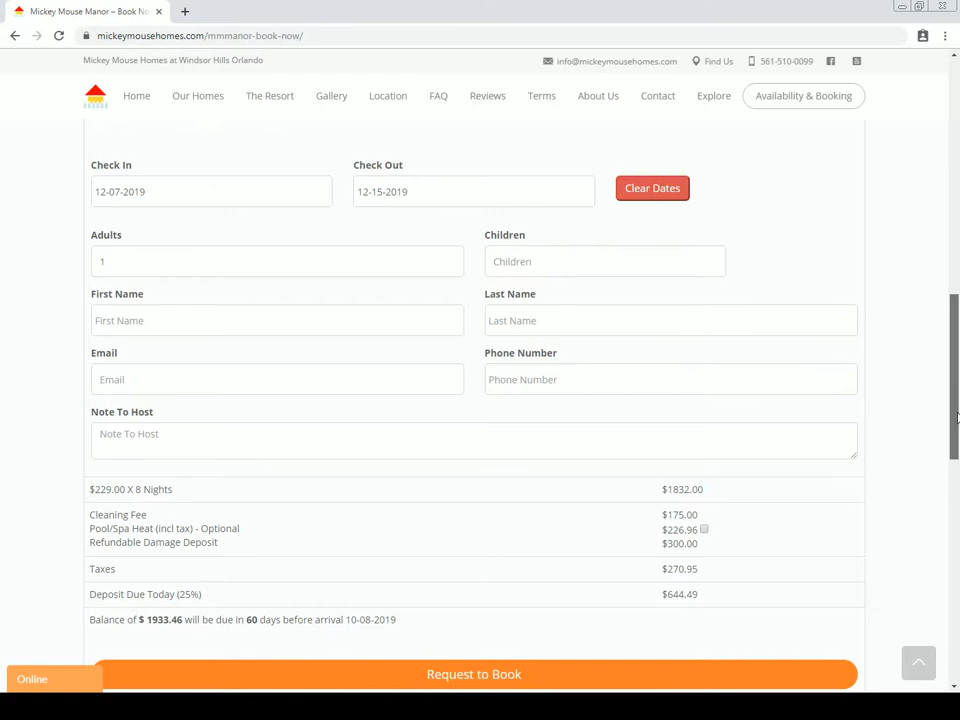 Mickey Mouse Manor – Book No
mickeymousehomes.com/mmmanor-book-now/
Mickey Mouse Homes at Windsor Hills Orlando info@mickeymousehomes.com Find Us 561-510-0099
Home Our Homes The Resort Gallery Location FAQ Reviews Terms About Us Contact Explore Availability & Booking
Check In Check Out
12-07-2019 12-15-2019 Clear Dates
Adults Children
1 Children
First Name Last Name
First Name Last Name
Email Phone Number
Email Phone Number
Note To Host
Note To Host
$229.00 X 8 Nights $1832.00
Cleaning Fee $175.00
Pool/Spa Heat (incl tax) - Optional $226.96
Refundable Damage Deposit $300.00
Taxes $270.95
Deposit Due Today (25%) $644.49
Balance of $ 1933.46 will be due in 60 days before arrival 10-08-2019
Request to Book
Online